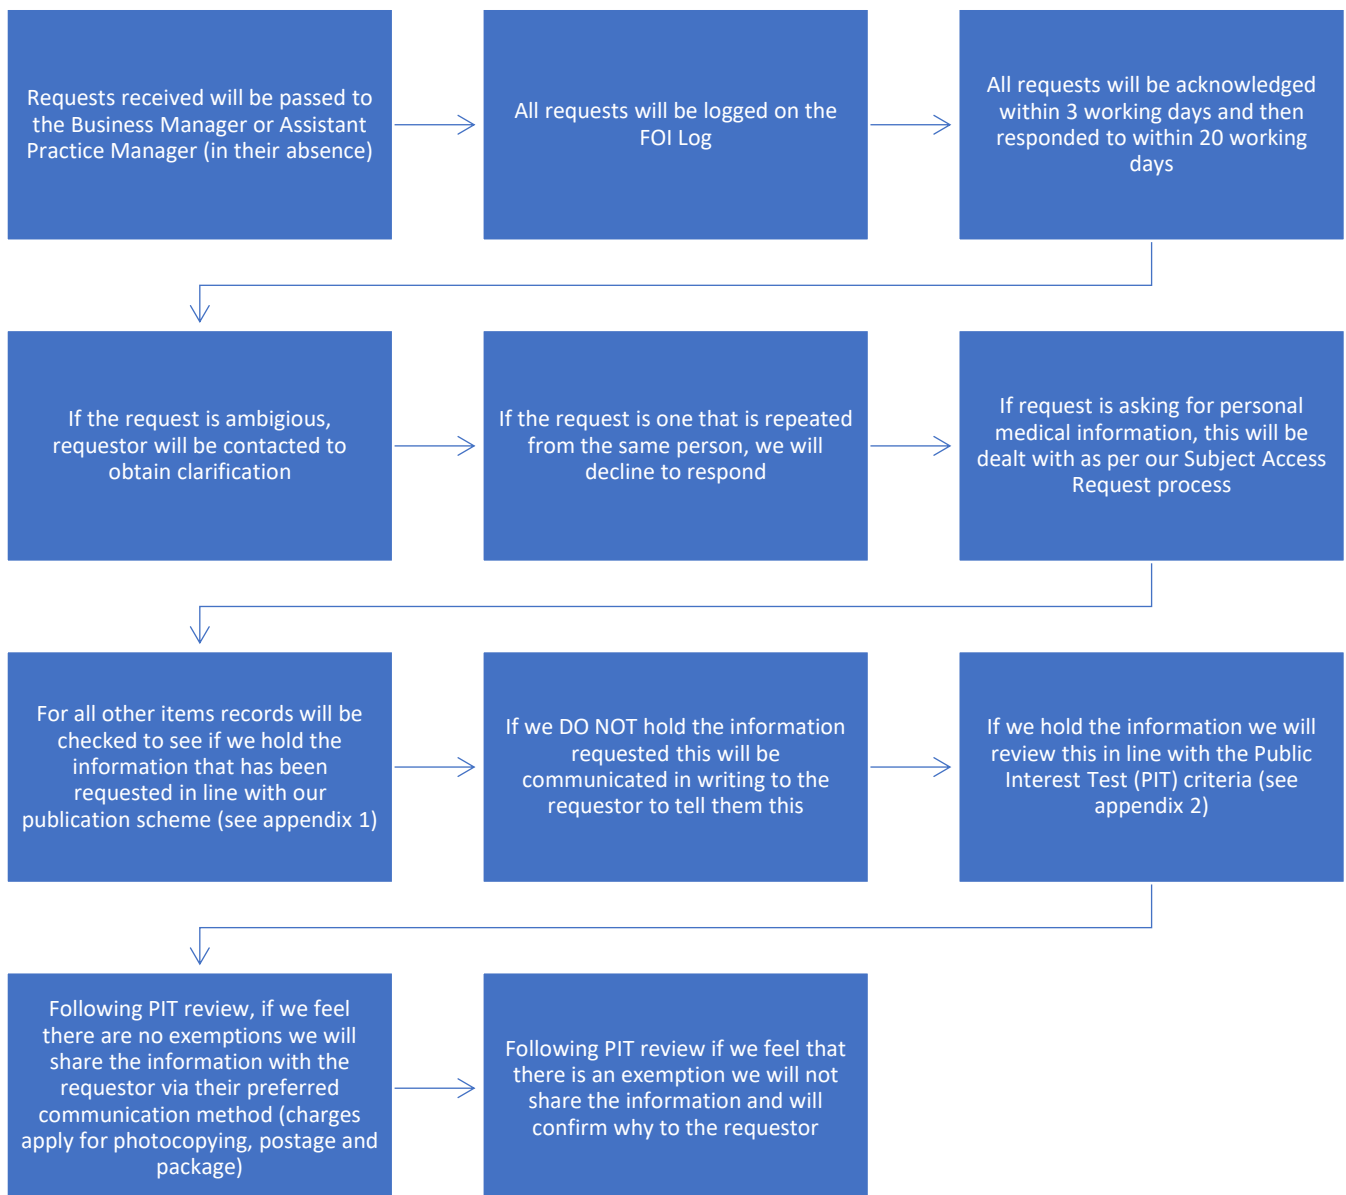 Requests received will be passed to
the Business Manager or Assistant
Practice Manager (in their absence)
All requests will be logged on the
FOI Log
All requests will be acknowledged
within 3 working days and then
responded to within 20 working
days
If the request is ambigious,
requestor will be contacted to
obtain clarification
If the request is one that is repeated
from the same person, we will
decline to respond
If request is asking for personal
medical information, this will be
dealt with as per our Subject Access
Request process
For all other items records will be
checked to see if we hold the
information that has been
requested in line with our
publication scheme (see appendix 1)
If we DO NOT hold the information
requested this will be
communicated in writing to the
requestor to tell them this
If we hold the information we will
review this in line with the Public
Interest Test (PIT) criteria (see
appendix 2)
Following PIT review, if we feel
there are no exemptions we will
share the information with the
requestor via their preferred
communication method (charges
apply for photocopying, postage and
package)
Following PIT review if we feel that
there is an exemption we will not
share the information and will
confirm why to the requestor